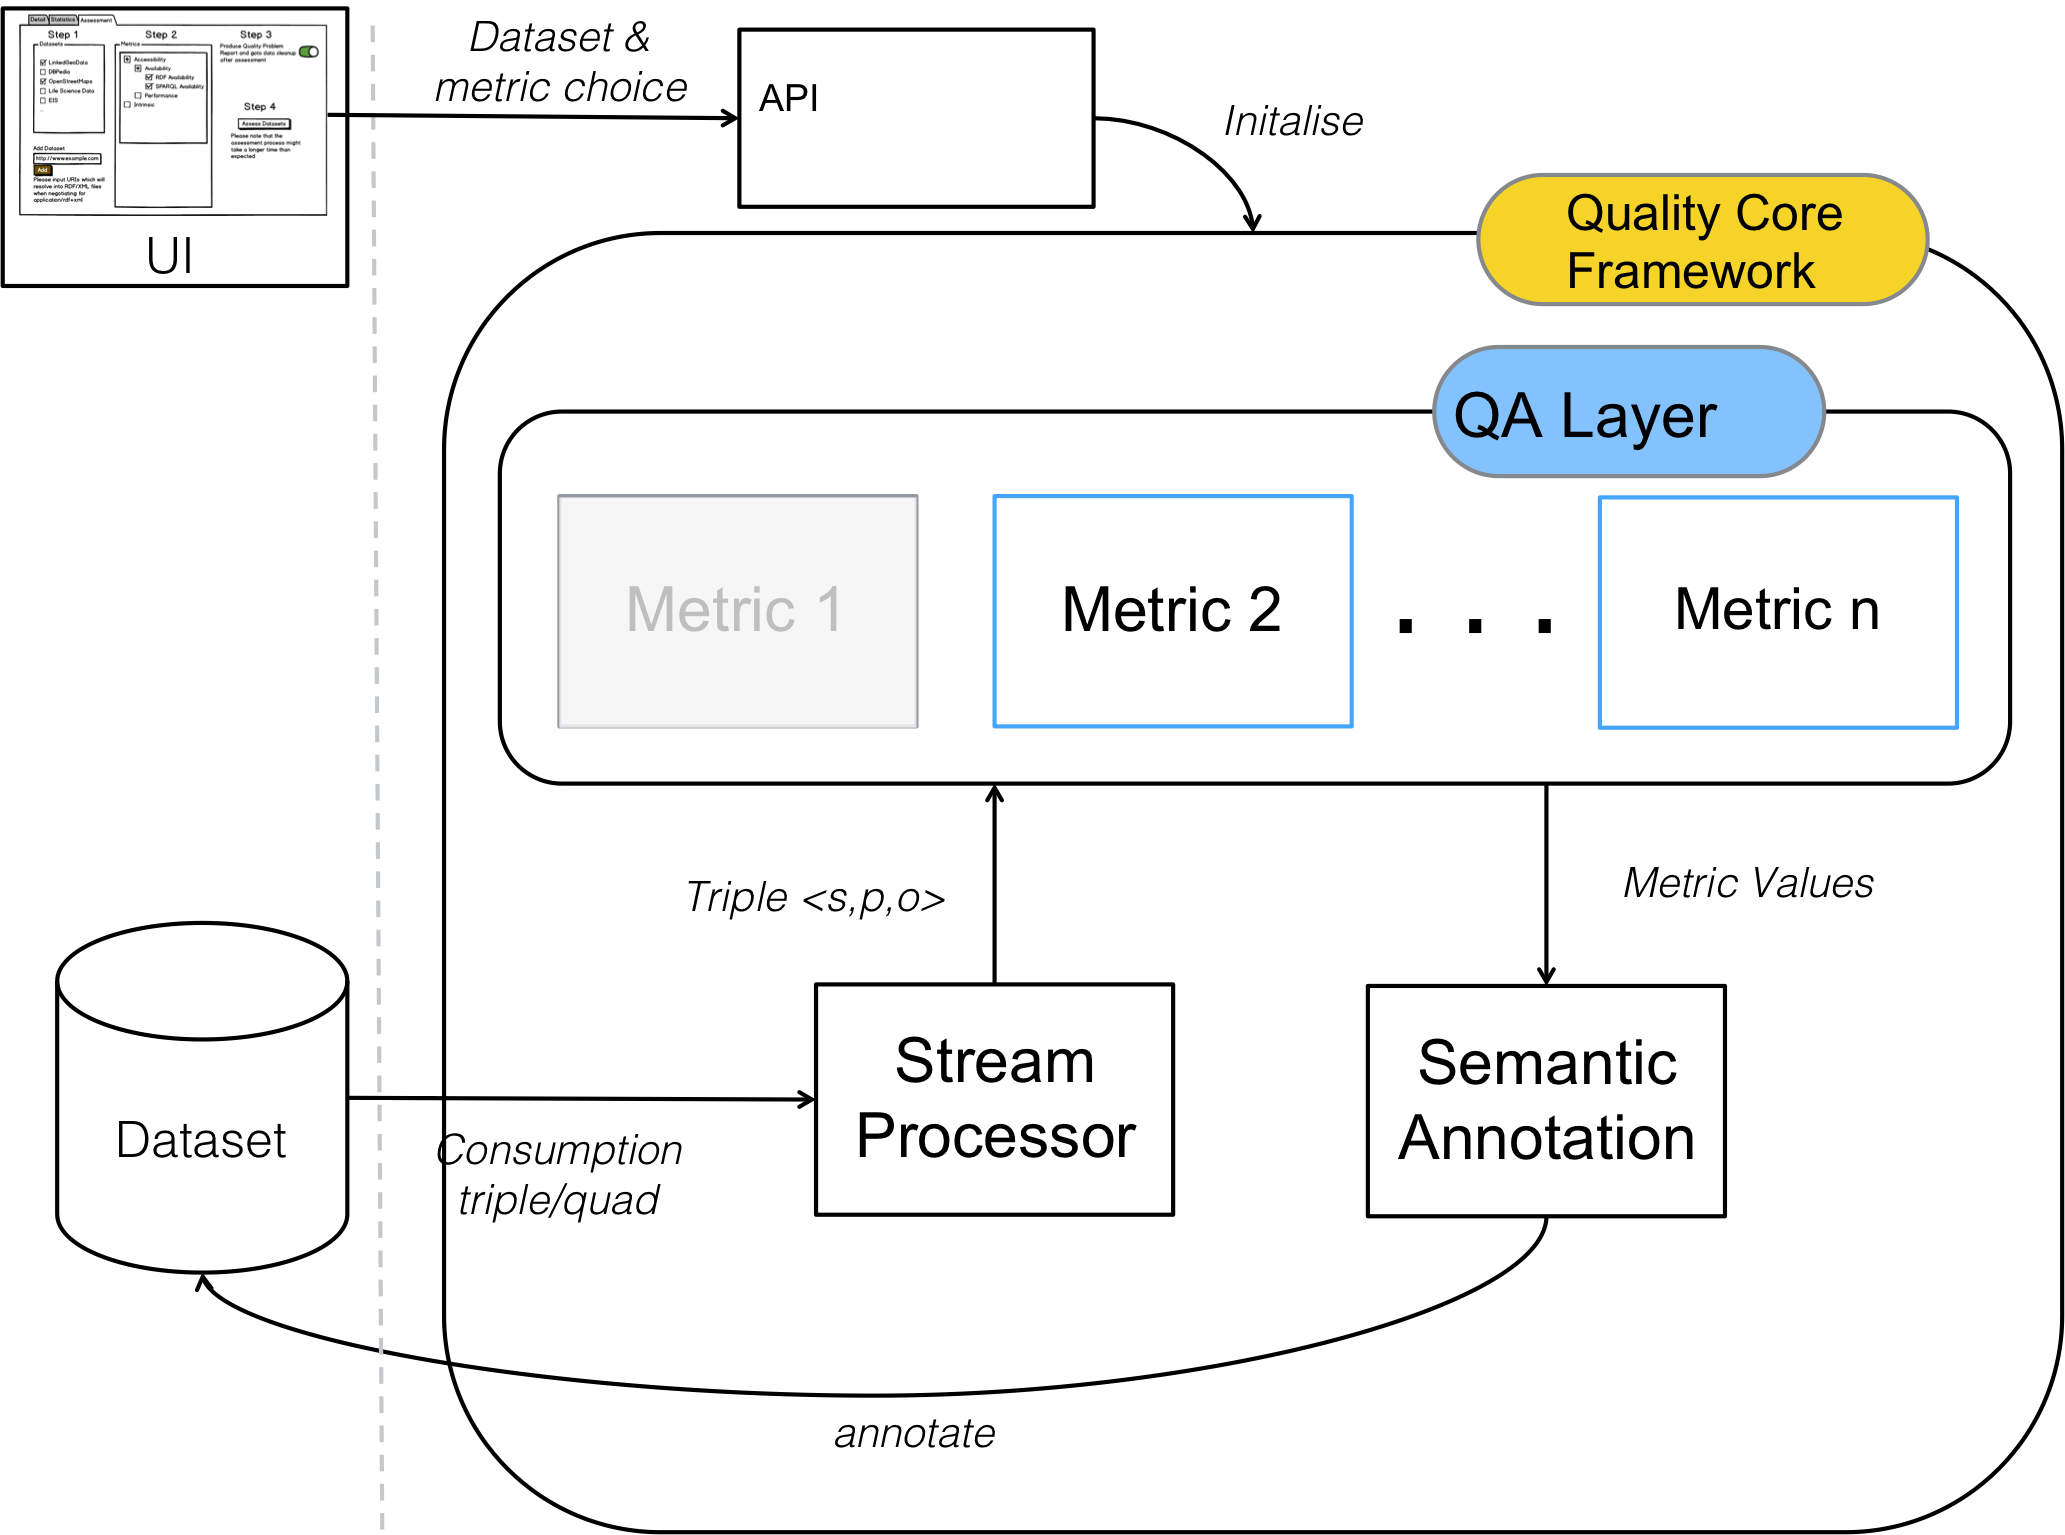 Detail Statistics Assessment
Step 1
Datasets
LinkedGeoData
DBPedia
OpenStreetMaps
Life Science Data
EIS
Add Dataset
http://www.example.com
Add
Please input URIs which will
resolve into RDF/XML files
when negotiating for
application/rdf+xml
Step 2
Metrics
Accessibility
Availability
RDF Availability
SPARQL Availability
Performance
Intrinsic
Step 3
Produce Quality Problem
Report and goto data cleanup
after assessment
Step 4
Assess Datasets
Please note that the
assessment process might
take a longer time than
expected
UI
Dataset &
metric choice
API
Initalise
Quality Core
Framework
QA Layer
Metric 1
Metric 2
. . .
Metric n
Triple <s,p,o>
Metric Values
Dataset
Consumption
triple/quad
Stream
Processor
Semantic
Annotation
annotate